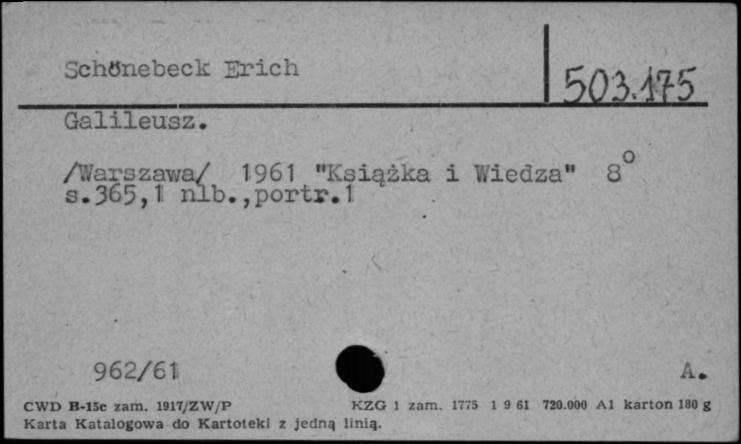 Schönebeck Erich
503.175
Galileusz.
/Warszawa/ 1961 "Książka i Wiedza" 8°
s.365,1 nlb.,portr.1
962/61
A.
CWD B-15c zam. 1917/ZW/P KZG 1 zam. 1775 1 9 61 720.000 A1 karton 180 g
Karta Katalogowa do Kartoteki z jedną linią.